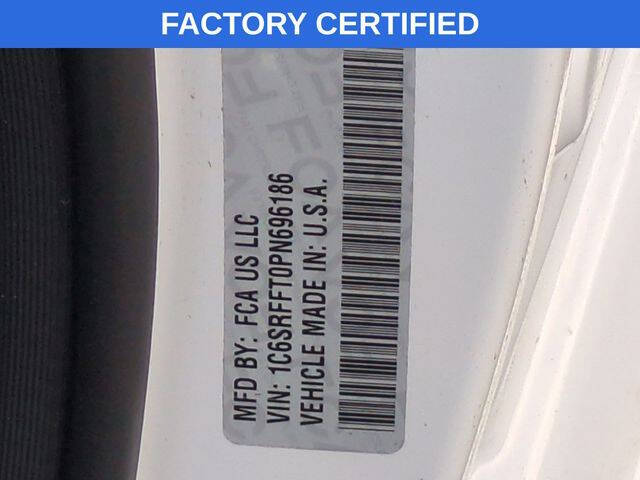 FACTORY CERTIFIED
MFD BY: FCA US LLC
VIN: 1C6SRFFT0PN696186
VEHICLE MADE IN: U.S.A.